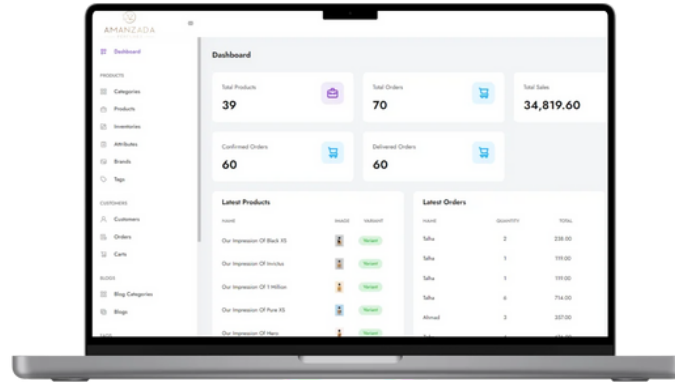 AMANZADA
Dashboard
PRODUCTS
Categories
Products
Inventories
Attributes
Brands
Tags
CUSTOMERS
Customers
Orders
Carts
BLOGS
Blog Categories
Blogs
Dashboard
Total Products
39
Total Orders
70
Total Sales
34,819.60
Confirmed Orders
60
Delivered Orders
60
Latest Products
NAME IMAGE VARIANT
Our Impression Of Black XS Variant
Our Impression Of Invictus Variant
Our Impression Of 1 Million Variant
Our Impression Of Pure XS Variant
Our Impression Of Hero Variant
Latest Orders
NAME QUANTITY TOTAL
Talha 2 238.00
Talha 1 119.00
Talha 1 119.00
Talha 6 714.00
Ahmad 3 357.00